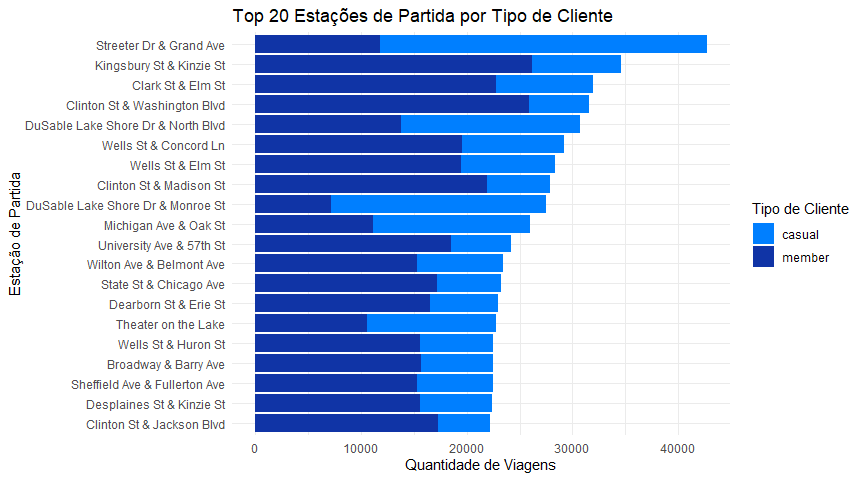 Top 20 Estações de Partida por Tipo de Cliente
Estação de Partida
Streeter Dr & Grand Ave
Kingsbury St & Kinzie St
Clark St & Elm St
Clinton St & Washington Blvd
DuSable Lake Shore Dr & North Blvd
Wells St & Concord Ln
Wells St & Elm St
Clinton St & Madison St
DuSable Lake Shore Dr & Monroe St
Michigan Ave & Oak St
University Ave & 57th St
Wilton Ave & Belmont Ave
State St & Chicago Ave
Dearborn St & Erie St
Theater on the Lake
Wells St & Huron St
Broadway & Barry Ave
Sheffield Ave & Fullerton Ave
Desplaines St & Kinzie St
Clinton St & Jackson Blvd
0 10000 20000 30000 40000
Quantidade de Viagens
Tipo de Cliente
casual
member